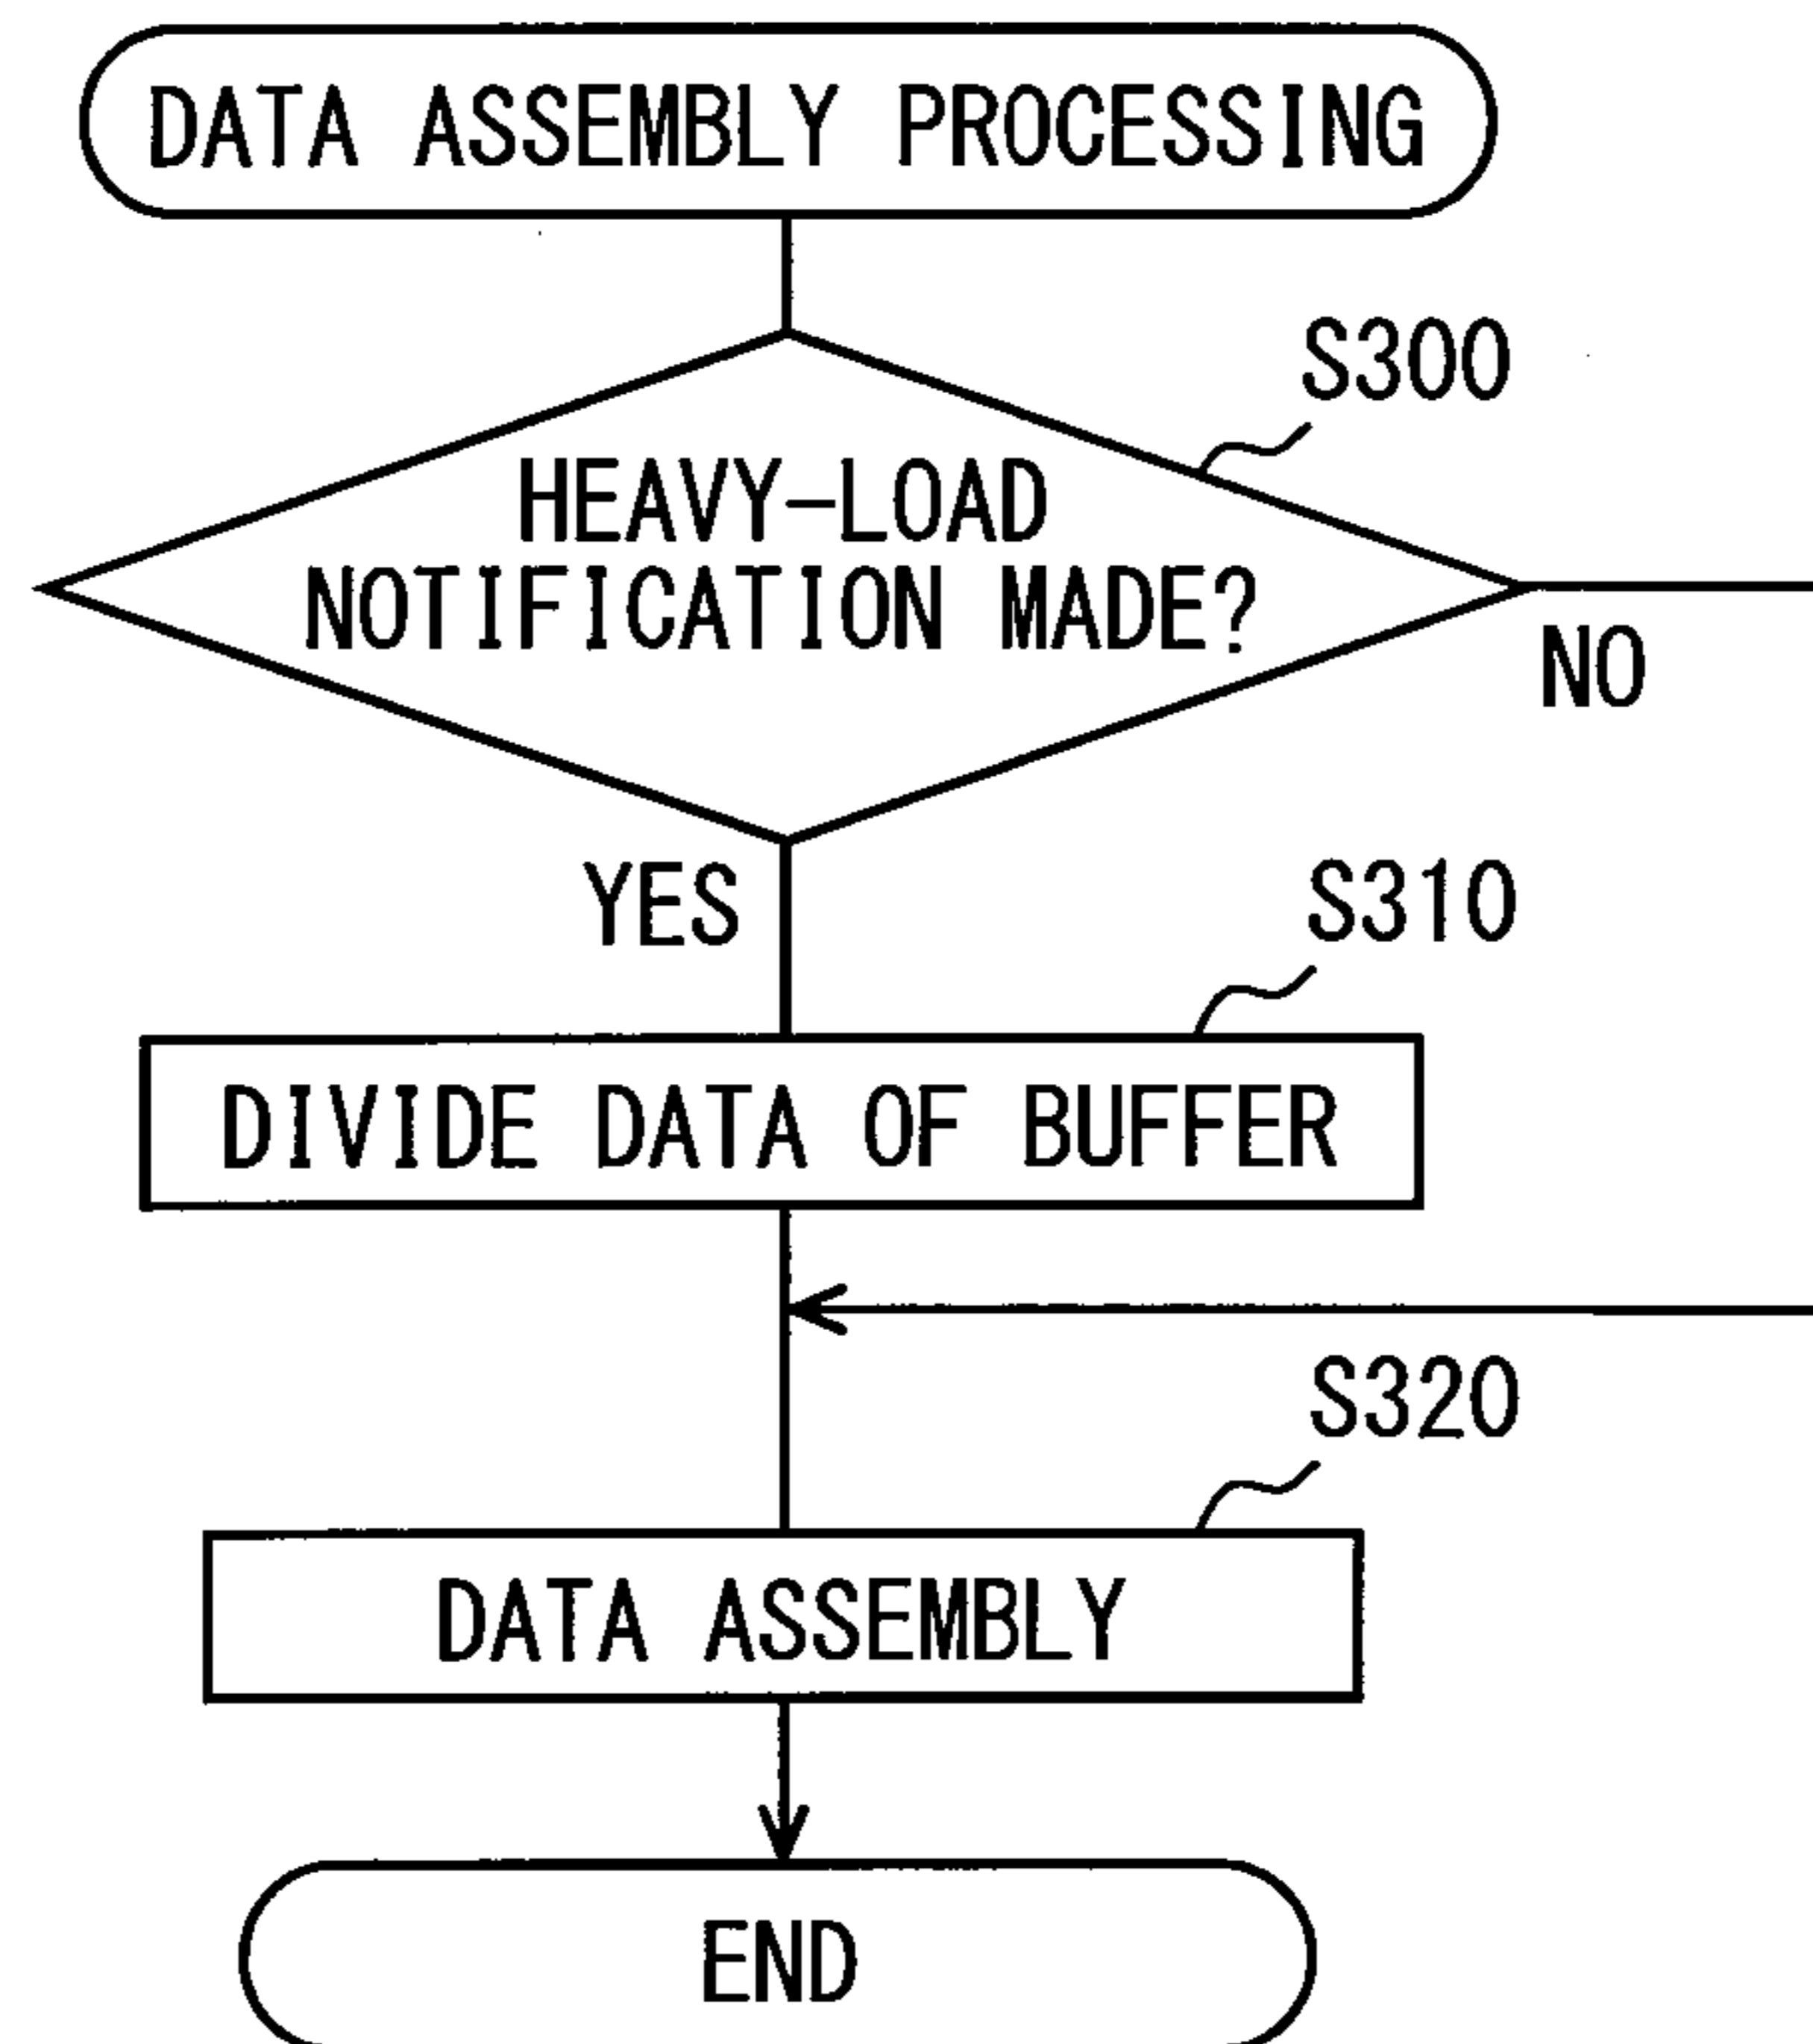 DATA ASSEMBLY PROCESSING
S300
HEAVY-LOAD
NOTIFICATION MADE?
NO
YES
S310
DIVIDE DATA OF BUFFER
S320
DATA ASSEMBLY
END